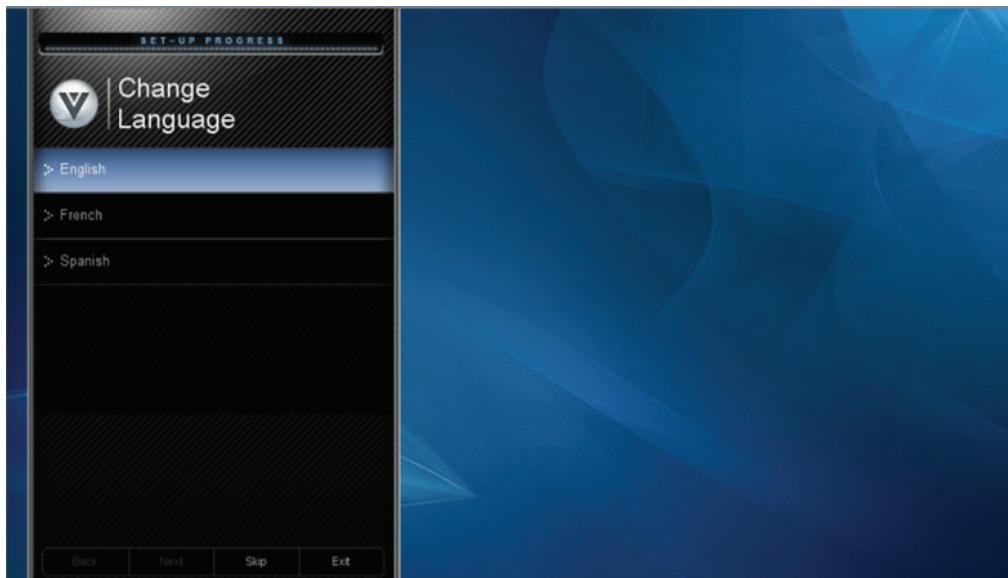 SET-UP PROGRESS
Change
Language
English
French
Spanish
Back Next Skip Exit